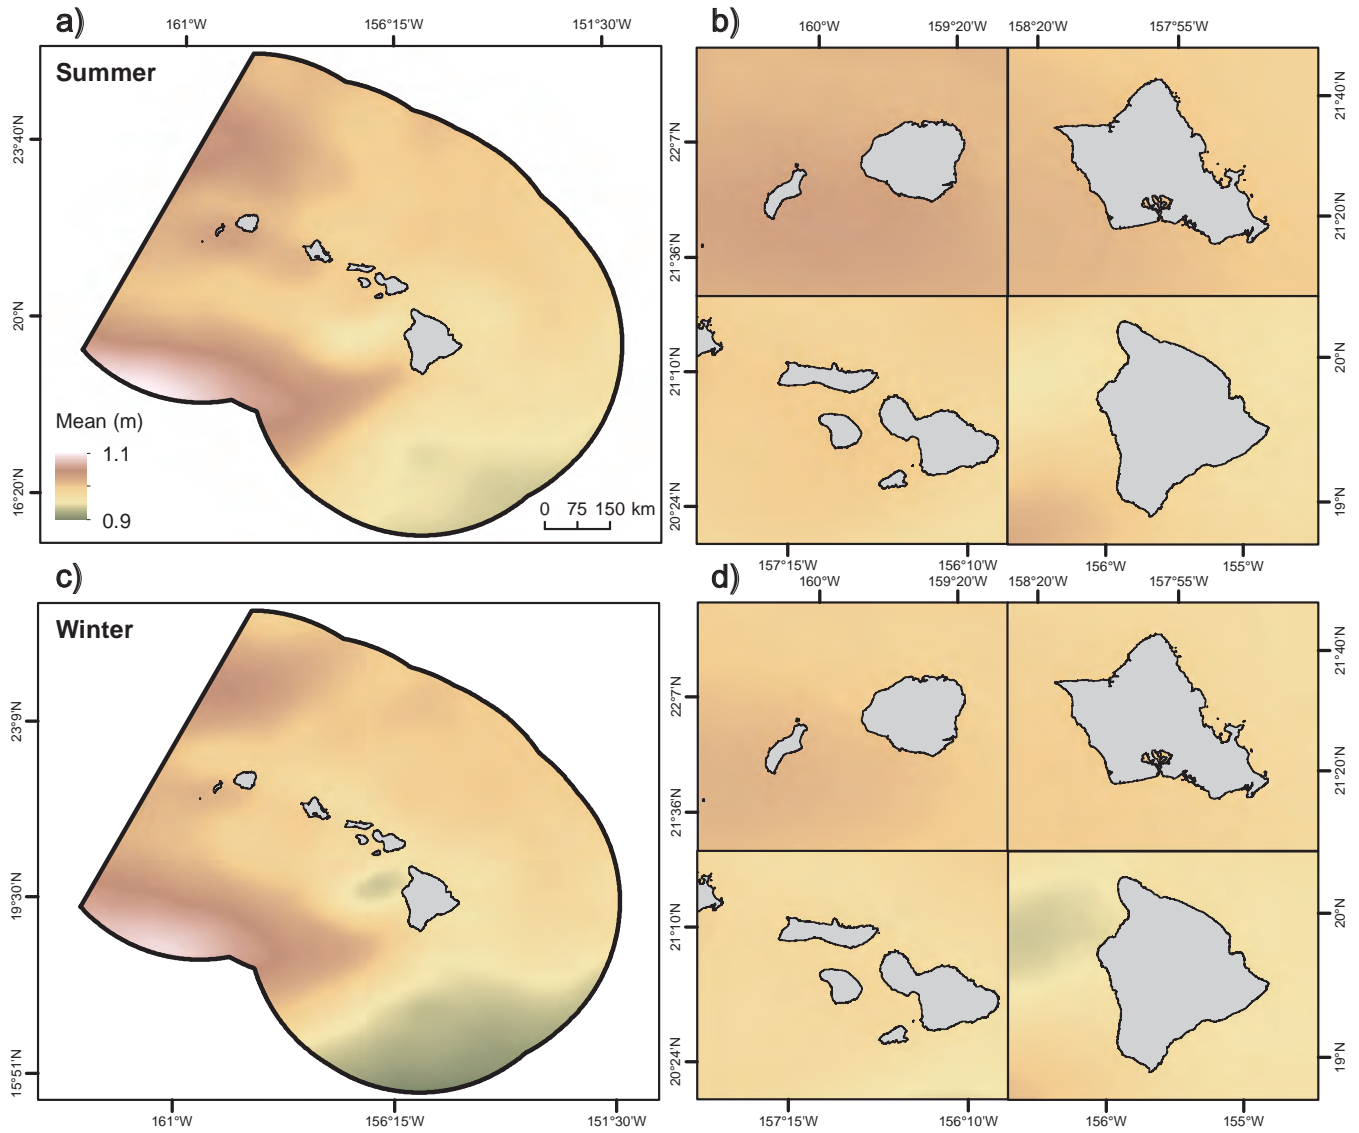 a)
161°W 156°15'W 151°30'W
Summer
23°40'N
20°N
16°20'N
Mean (m)
1.1
0.9
0 75 150 km
b)
160°W 159°20'W 158°20'W 157°55'W
22°7'N
21°36'N
21°40'N
21°20'N
21°10'N
20°24'N
20°N
19°N
157°15'W 156°10'W 156°W 155°W
c)
Winter
23°9'N
19°30'N
15°51'N
161°W 156°15'W 151°30'W
d)
160°W 159°20'W 158°20'W 157°55'W
22°7'N
21°36'N
21°40'N
21°20'N
21°10'N
20°24'N
20°N
19°N
157°15'W 156°10'W 156°W 155°W